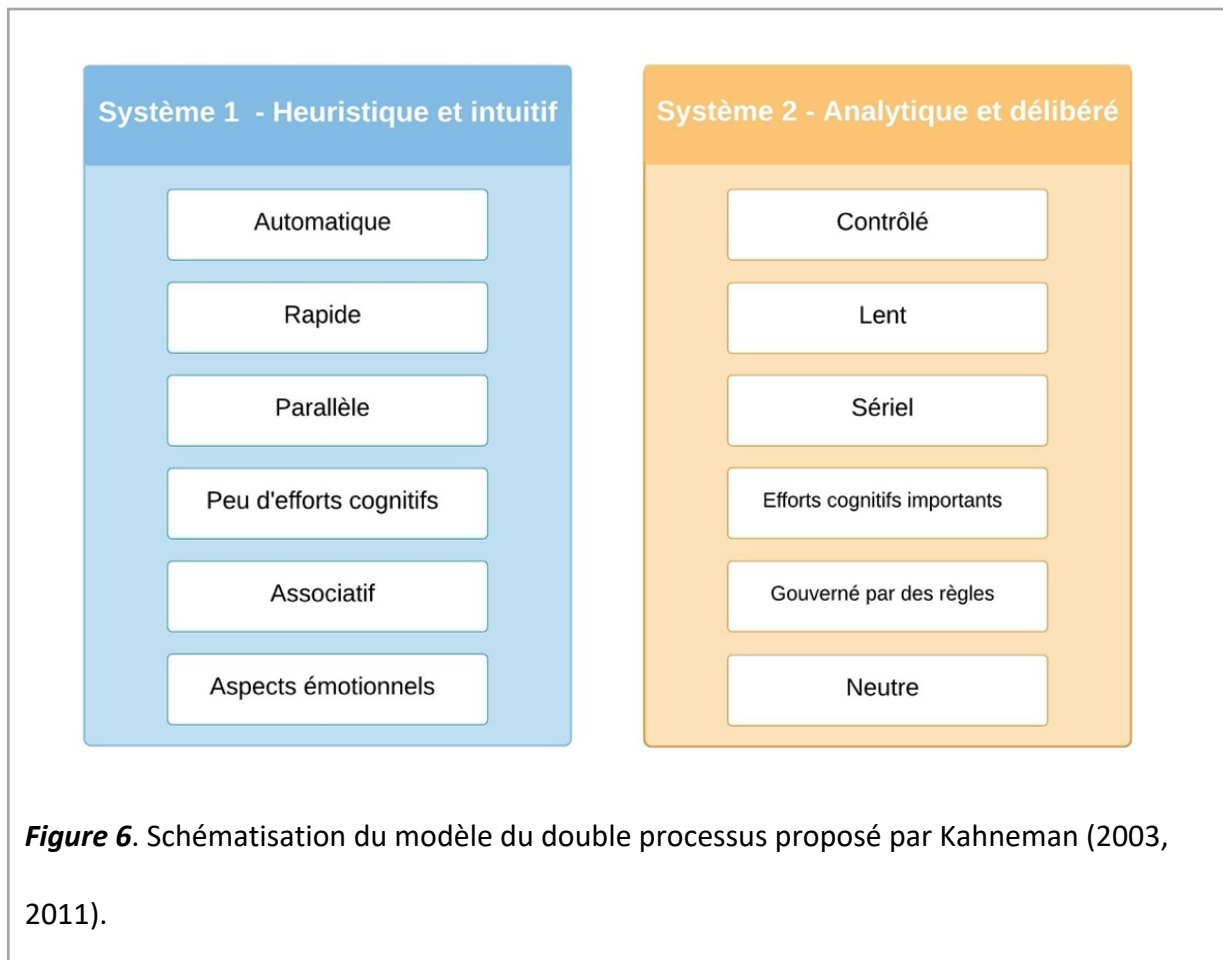 Système 1 - Heuristique et intuitif
Automatique
Rapide
Parallèle
Peu d'efforts cognitifs
Associatif
Aspects émotionnels
Système 2 - Analytique et délibéré
Contrôlé
Lent
Sériel
Efforts cognitifs importants
Gouverné par des règles
Neutre
Figure 6. Schématisation du modèle du double processus proposé par Kahneman (2003,
2011).